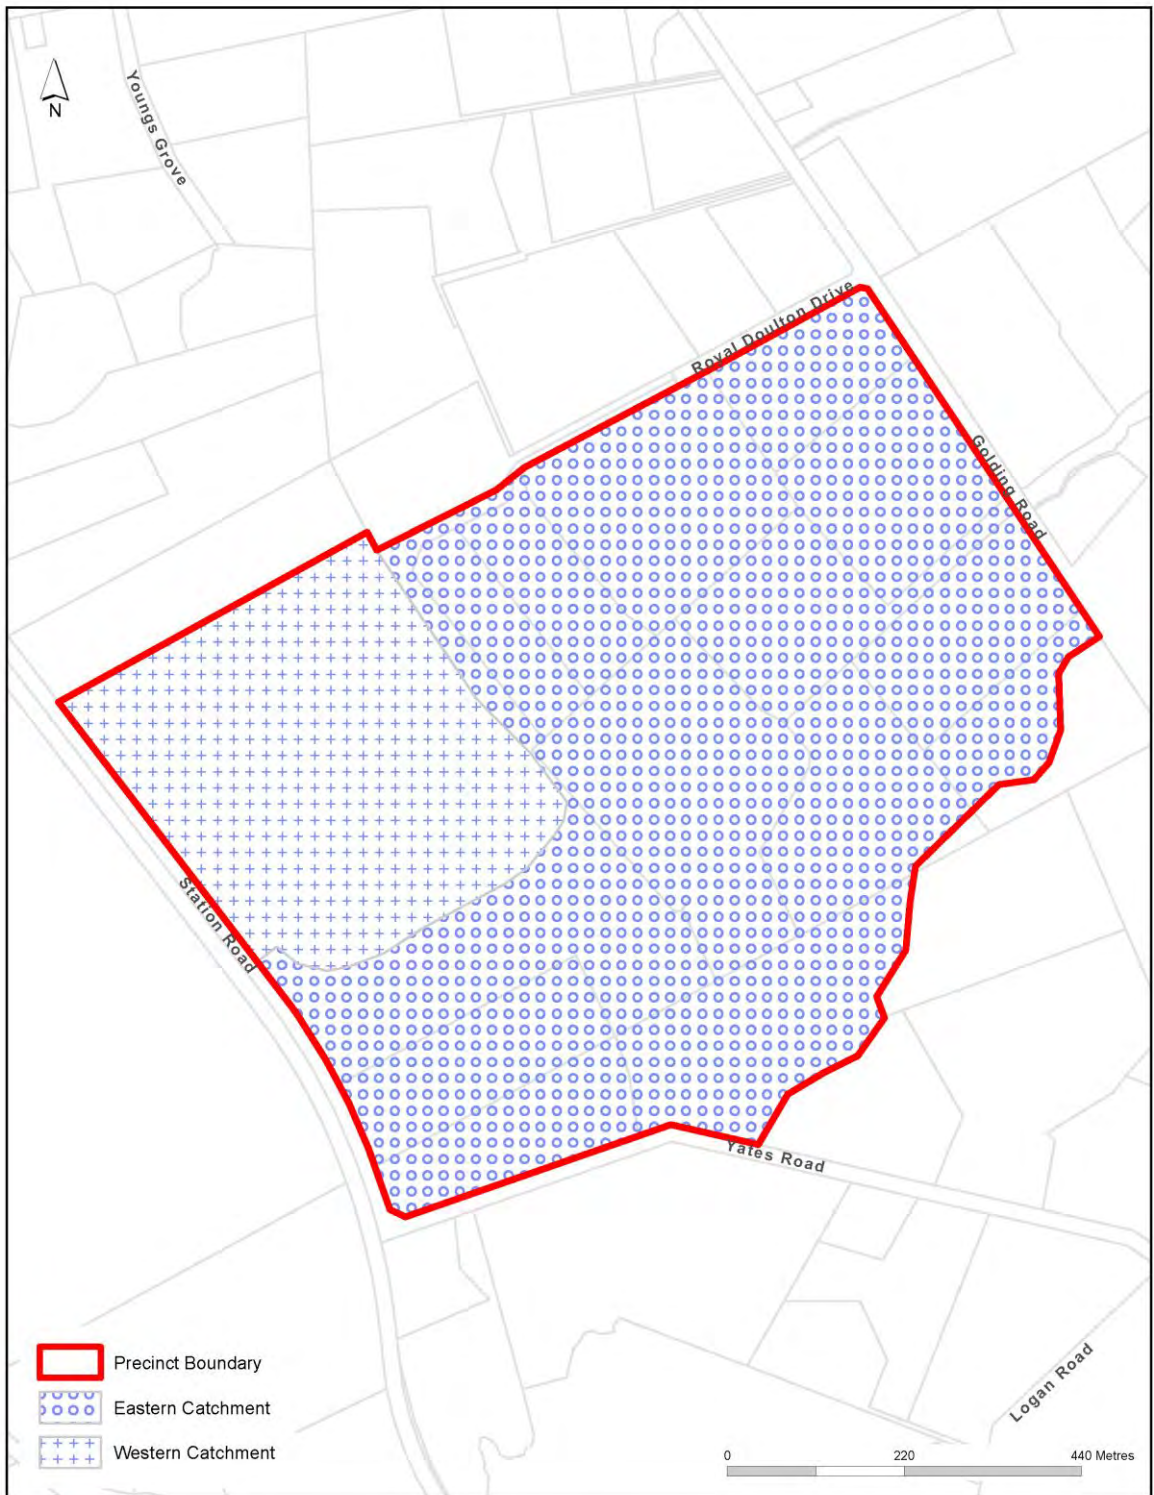 N
Youngs Grove
Royal Doulton Drive
Golding Road
Station Road
Yates Road
Logan Road
Precinct Boundary
Eastern Catchment
Western Catchment
0 220 440 Metres